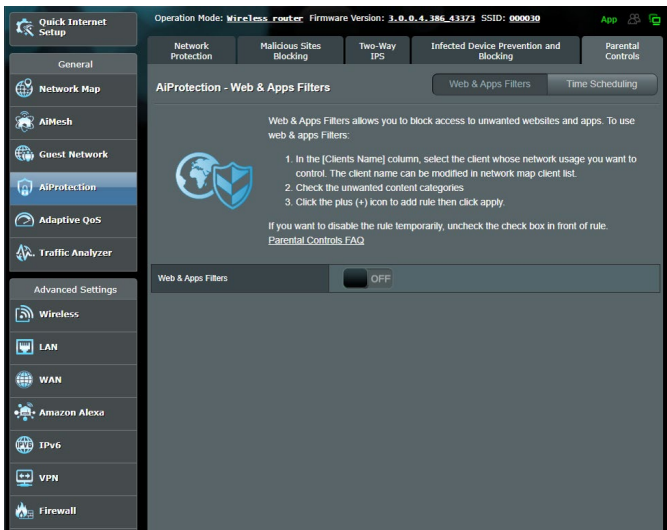 Quick Internet
Setup
Operation Mode: Wireless router Firmware Version: 3.0.0.4.386_43373 SSID: 000030
App
General
Network Map
AiMesh
Guest Network
AiProtection
Adaptive QoS
Traffic Analyzer
Advanced Settings
Wireless
LAN
WAN
Amazon Alexa
IPv6
VPN
Firewall
Network
Protection
Malicious Sites
Blocking
Two-Way
IPS
Infected Device Prevention and
Blocking
Parental
Controls
AiProtection - Web & Apps Filters
Web & Apps Filters
Time Scheduling
Web & Apps Filters allows you to block access to unwanted websites and apps. To use
web & apps Filters:
1. In the [Clients Name] column, select the client whose network usage you want to
control. The client name can be modified in network map client list.
2. Check the unwanted content categories
3. Click the plus (+) icon to add rule then click apply.
If you want to disable the rule temporarily, uncheck the check box in front of rule.
Parental Controls FAQ
Web & Apps Filters
OFF